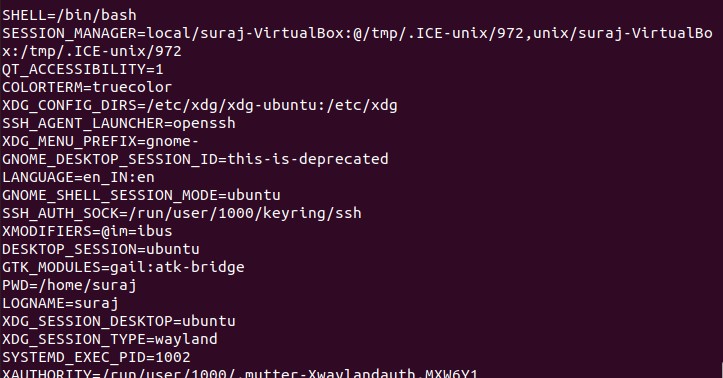 SHELL=/bin/bash
SESSION_MANAGER=local/suraj-VirtualBox:@/tmp/.ICE-unix/972,unix/suraj-VirtualBo
x:/tmp/.ICE-unix/972
QT_ACCESSIBILITY=1
COLORTERM=truecolor
XDG_CONFIG_DIRS=/etc/xdg/xdg-ubuntu:/etc/xdg
SSH_AGENT_LAUNCHER=openssh
XDG_MENU_PREFIX=gnome-
GNOME_DESKTOP_SESSION_ID=this-is-deprecated
LANGUAGE=en_IN:en
GNOME_SHELL_SESSION_MODE=ubuntu
SSH_AUTH_SOCK=/run/user/1000/keyring/ssh
XMODIFIERS=@im=ibus
DESKTOP_SESSION=ubuntu
GTK_MODULES=gail:atk-bridge
PWD=/home/suraj
LOGNAME=suraj
XDG_SESSION_DESKTOP=ubuntu
XDG_SESSION_TYPE=wayland
SYSTEMD_EXEC_PID=1002
XAUTHORITY=/run/user/1000/.mutter-Xwaylandauth.MXW6Y1